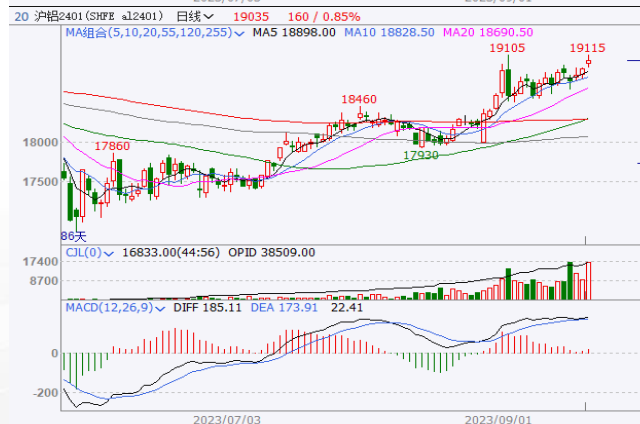 20 沪铝2401(SHFE al2401) 日线 19035 160 / 0.85%
MA组合(5,10,20,55,120,255) MA5 18898.00 MA10 18828.50 MA20 18690.50
19105 19115
18460
18000 17860
17930
17500
86天
CJL(0) 16833.00(44:56) OPID 38509.00
17400
8700
MACD(12,26,9) DIFF 185.11 DEA 173.91 22.41
0
-200
2023/07/03 2023/09/01